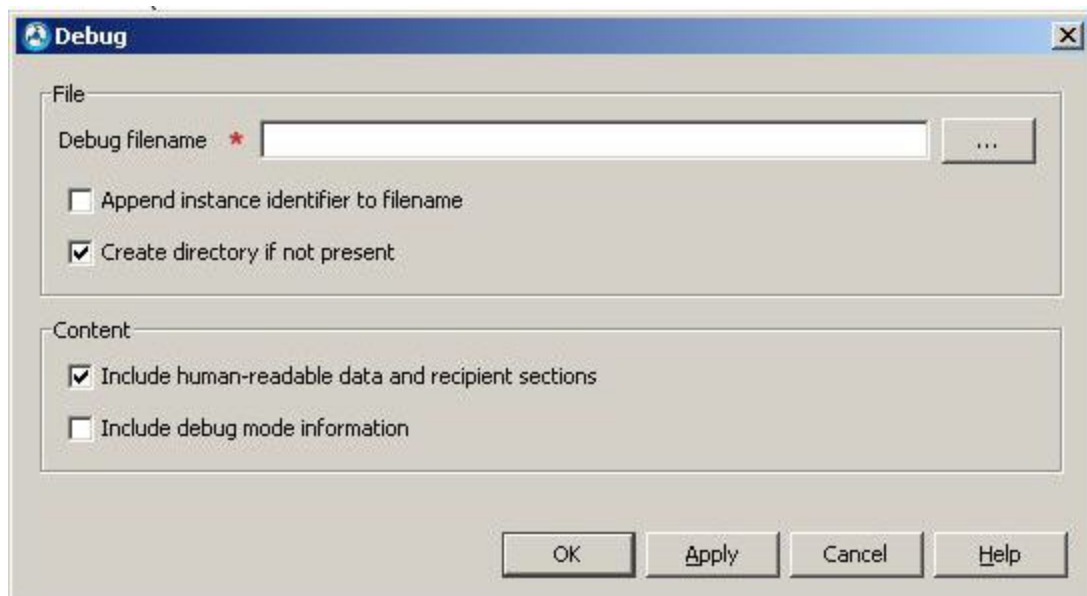 Debug
File
Debug filename *
...
Append instance identifier to filename
Create directory if not present
Content
Include human-readable data and recipient sections
Include debug mode information
OK Apply Cancel Help